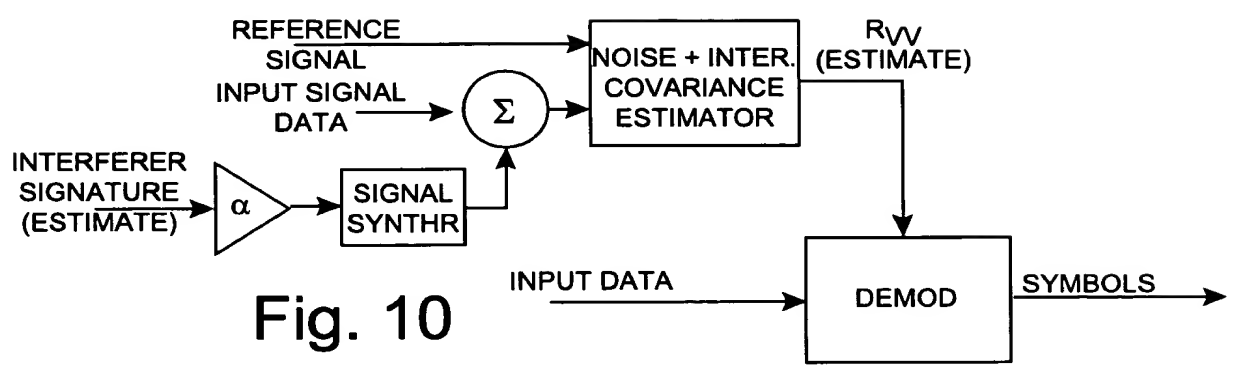 REFERENCE
SIGNAL
INPUT SIGNAL
DATA
Σ
NOISE + INTER.
COVARIANCE
ESTIMATOR
RVV
(ESTIMATE)
INTERFERER
SIGNATURE
(ESTIMATE)
α
SIGNAL
SYNTHR
INPUT DATA
DEMOD
SYMBOLS
Fig. 10